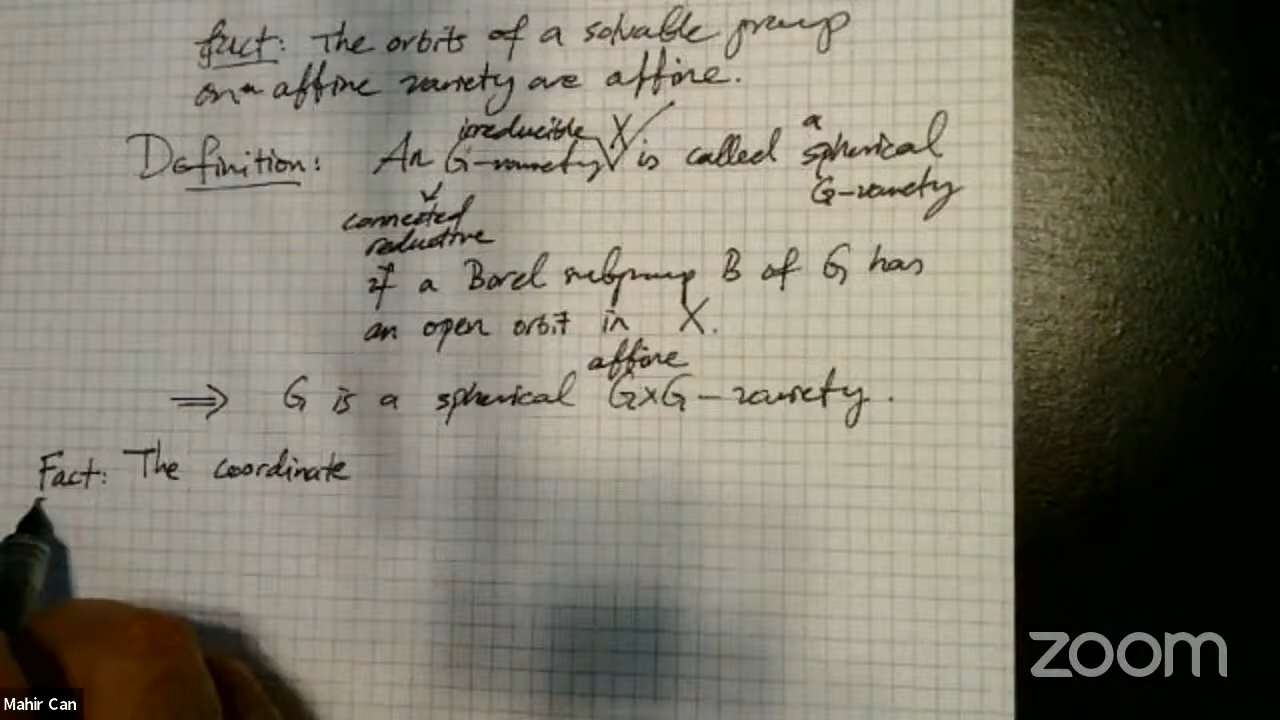 fact: The orbits of a solvable group
on an affine variety are affine.
Definition: An irreducible G-variety X is called a spherical
G-variety
connected
reductive
if a Borel subgroup B of G has
an open orbit in X.
affine
⇒ G is a spherical G×G-variety.
Fact: The coordinate
zoom
Mahir Can